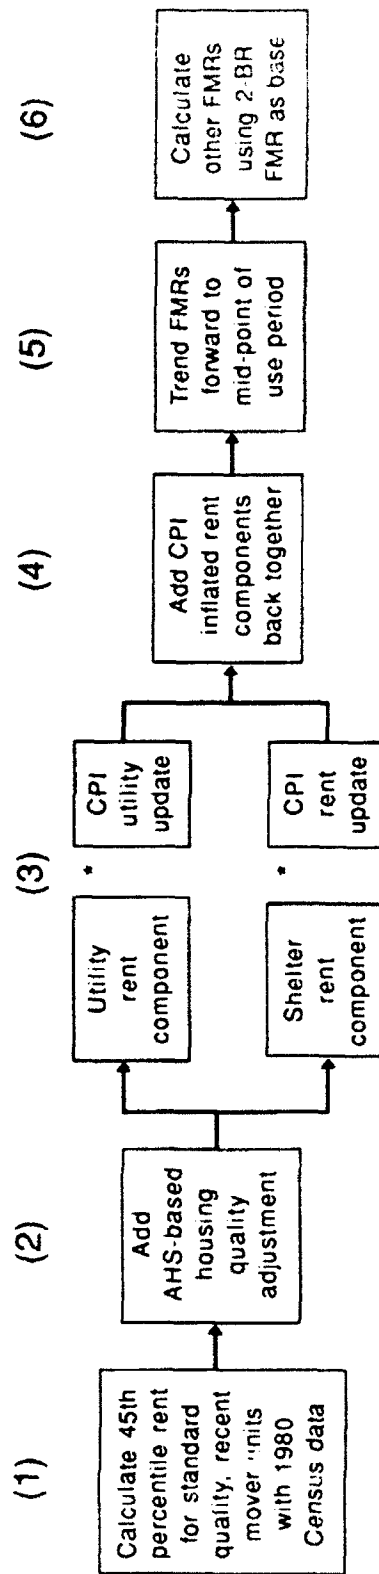 (1)
Calculate 45th
percentile rent
for standard
quality, recent
mover units
with 1980
Census data
(2)
Add
AHS-based
housing
quality
adjustment
(3)
Utility
rent
component
*
CPI
utility
update
Shelter
rent
component
*
CPI
rent
update
(4)
Add CPI
inflated rent
components
back together
(5)
Trend FMRs
forward to
mid-point of
use period
(6)
Calculate
other FMRs
using 2-BR
FMR as base